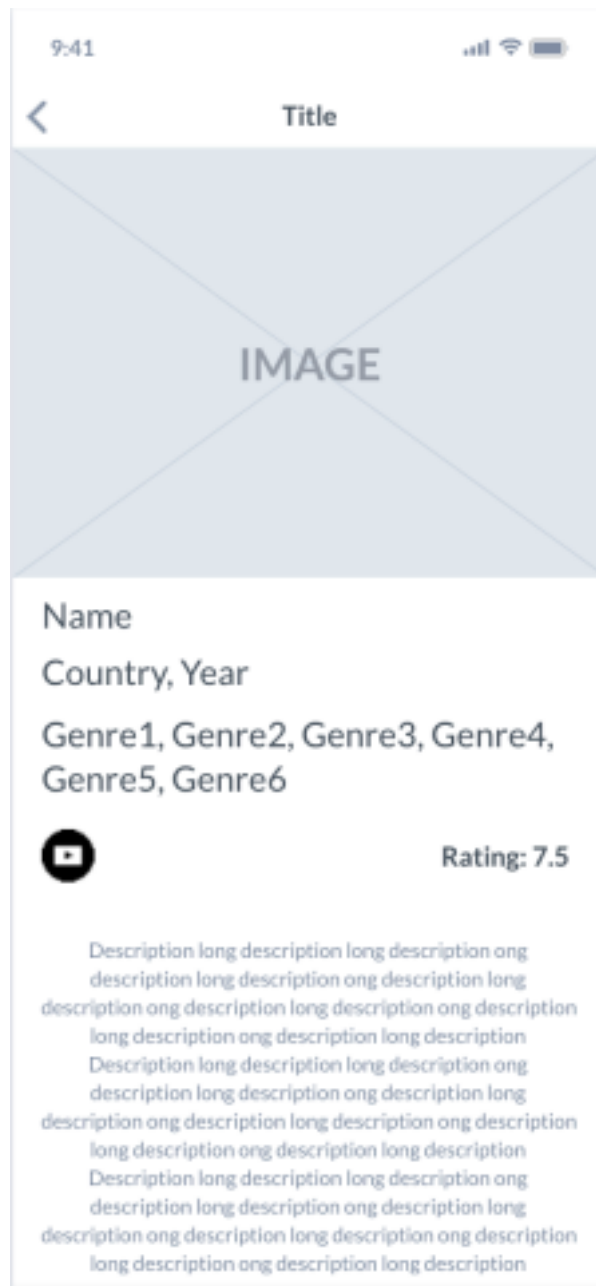 9:41
Title
IMAGE
Name
Country, Year
Genre1, Genre2, Genre3, Genre4,
Genre5, Genre6
Rating: 7.5
Description long description long description ong
description long description ong description long
description ong description long description ong description
long description ong description long description
Description long description long description ong
description long description ong description long
description ong description long description ong description
long description ong description long description
Description long description long description ong
description long description ong description long
description ong description long description ong description
long description ong description long description